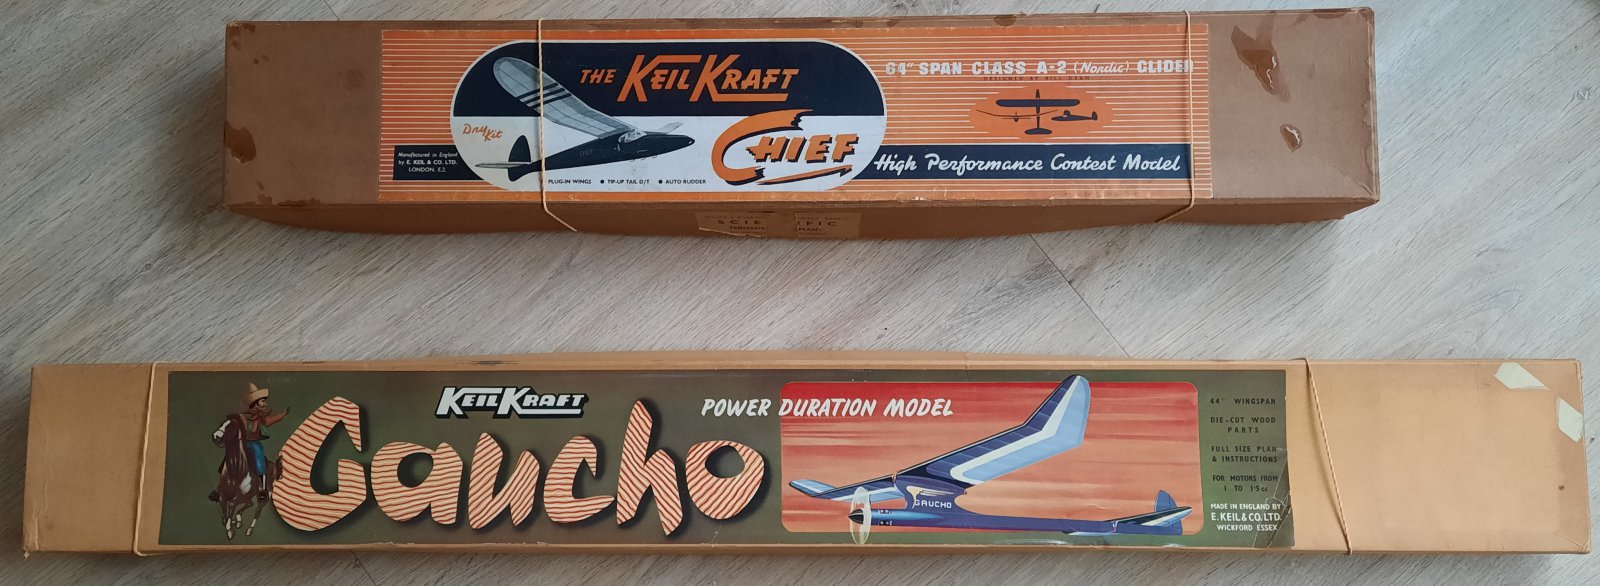 THE KEIL KRAFT
CHIEF
Dry Kit
Manufactured in England
by E. KEIL & CO. LTD.
LONDON, E.2.
CHIEF
PLUG-IN WINGS • TIP-UP TAIL D/T • AUTO RUDDER
64" SPAN CLASS A-2 (Nordic) GLIDER
DESIGNED BY BILL DEAN
High Performance Contest Model
KEILKRAFT
Gaucho
POWER DURATION MODEL
GAUCHO
44" WINGSPAN
DIE-CUT WOOD
PARTS
FULL SIZE PLAN
& INSTRUCTIONS
FOR MOTORS FROM
1 TO 1·5 cc
MADE IN ENGLAND BY
E. KEIL & CO. LTD.
WICKFORD ESSEX